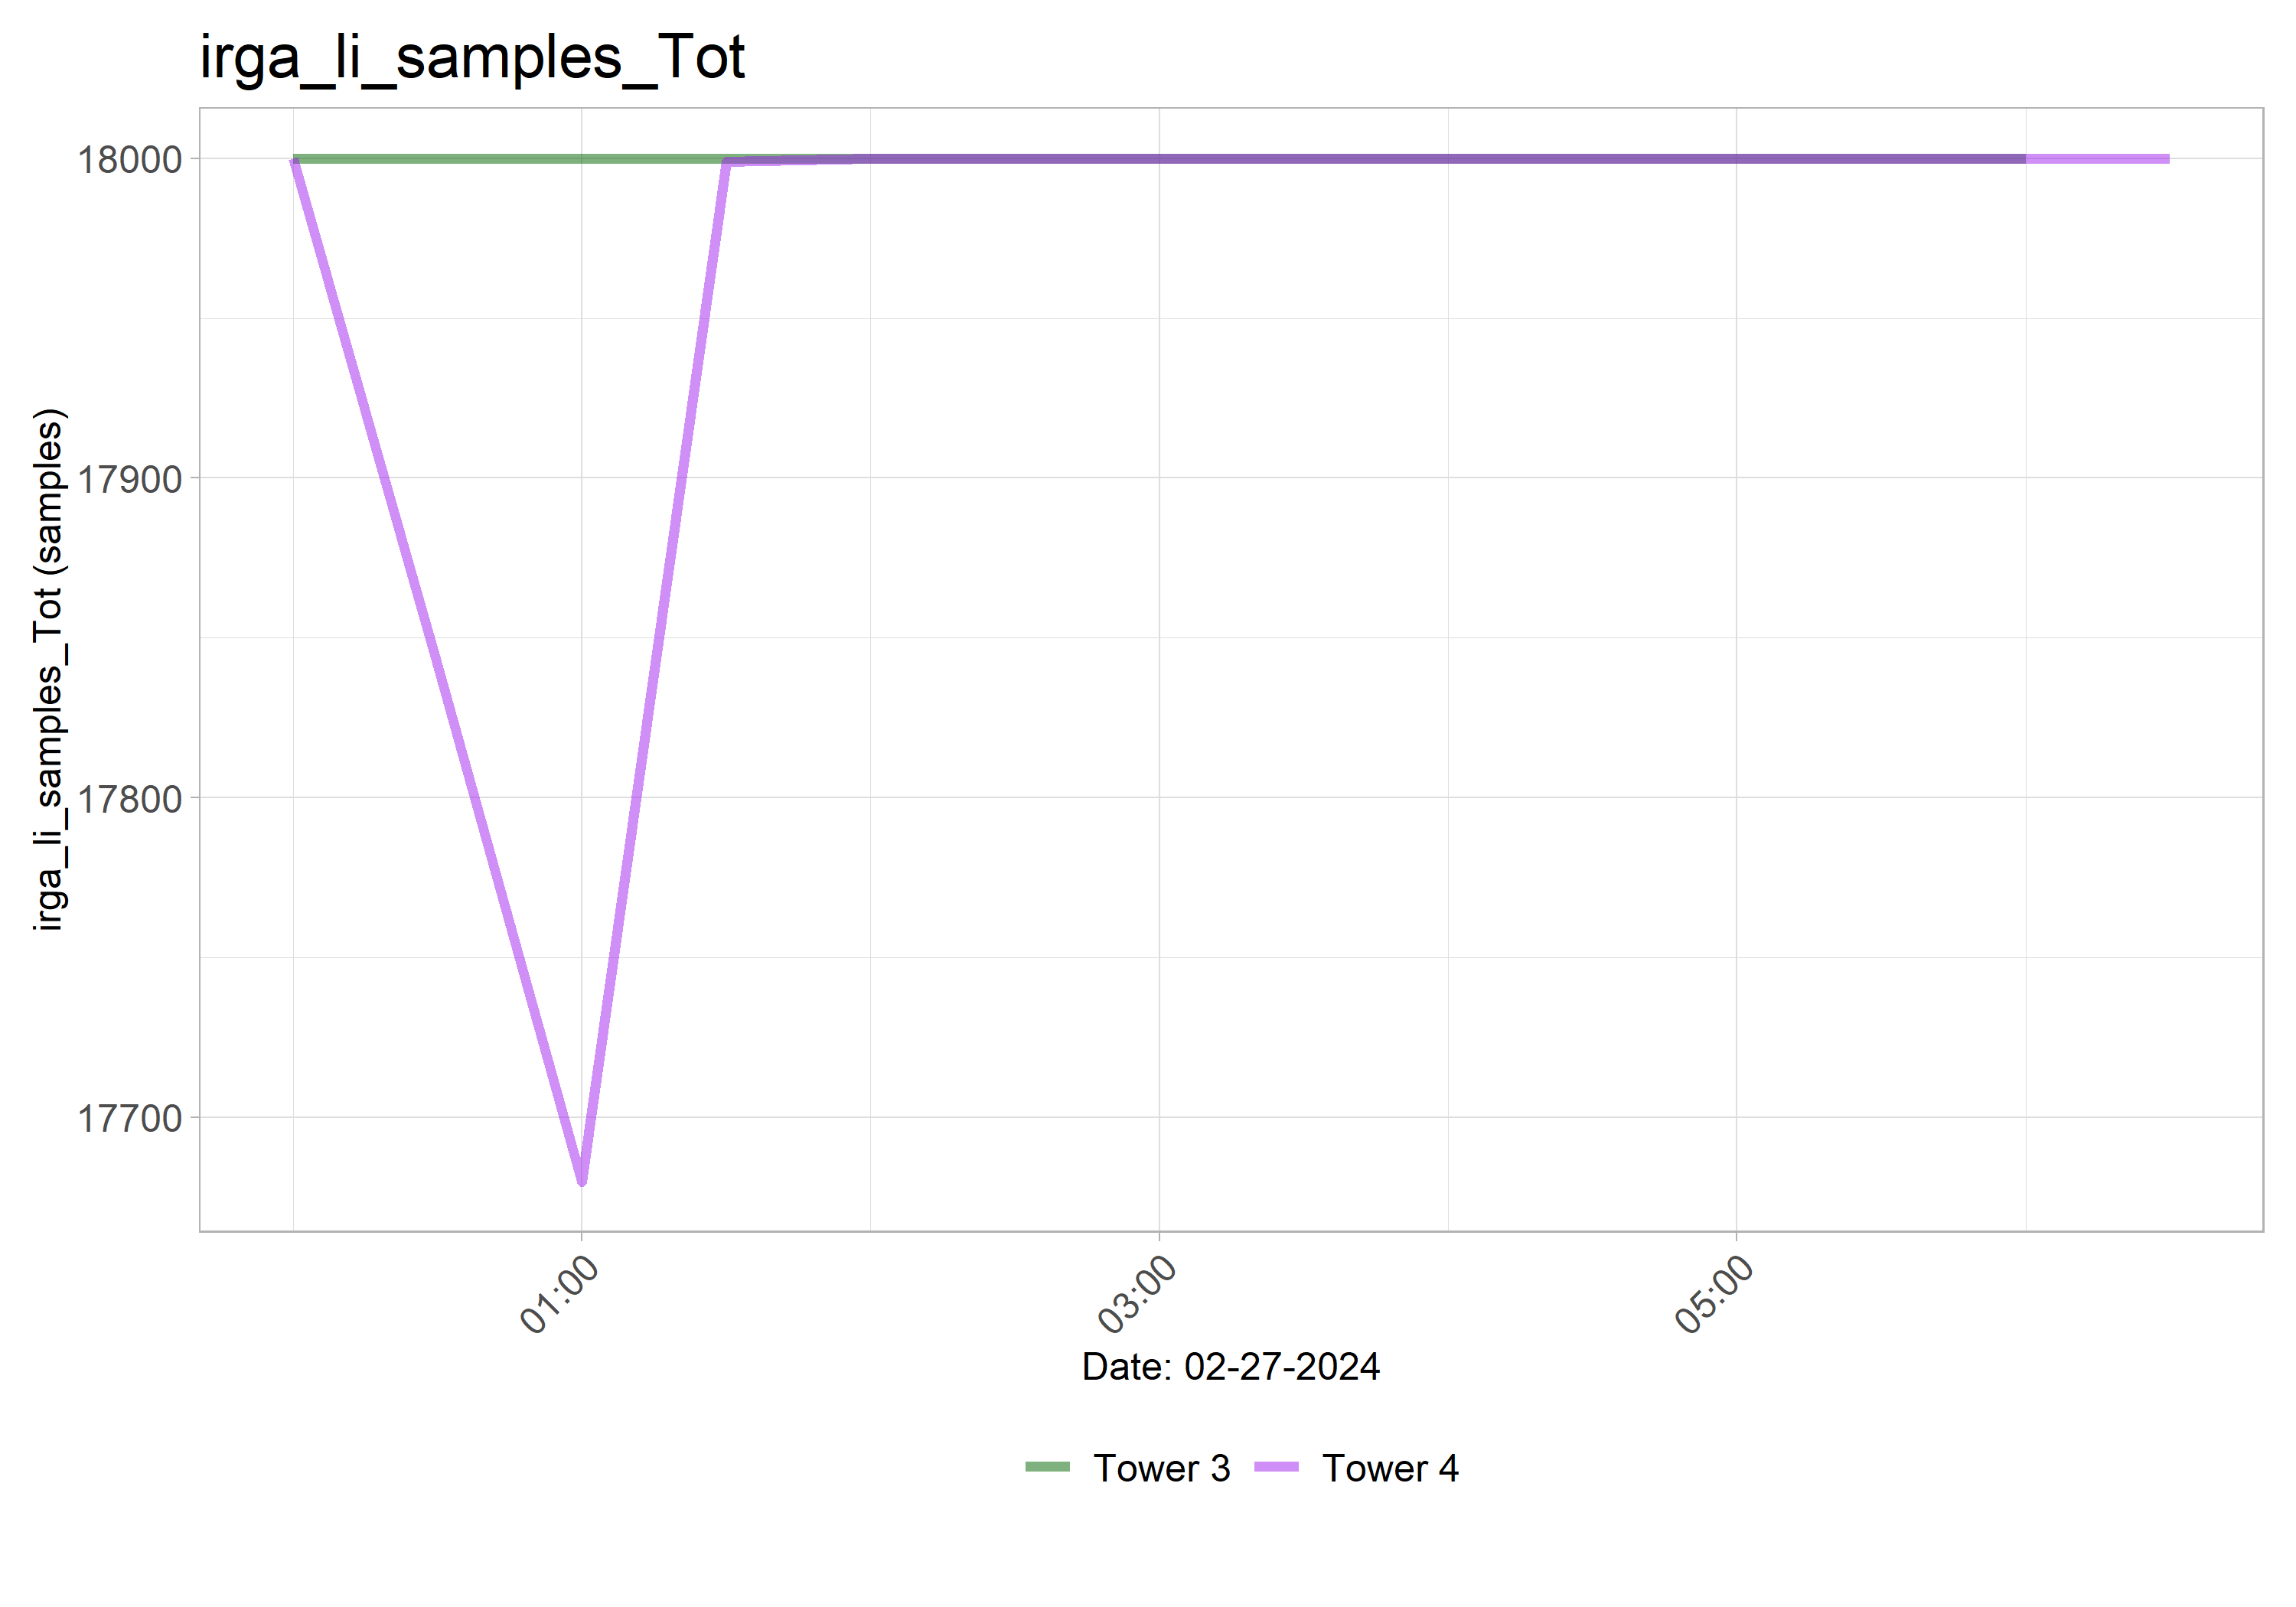 irga_li_samples_Tot
irga_li_samples_Tot (samples)
18000
17900
17800
17700
01:00 03:00 05:00
Date: 02-27-2024
Tower 3 Tower 4